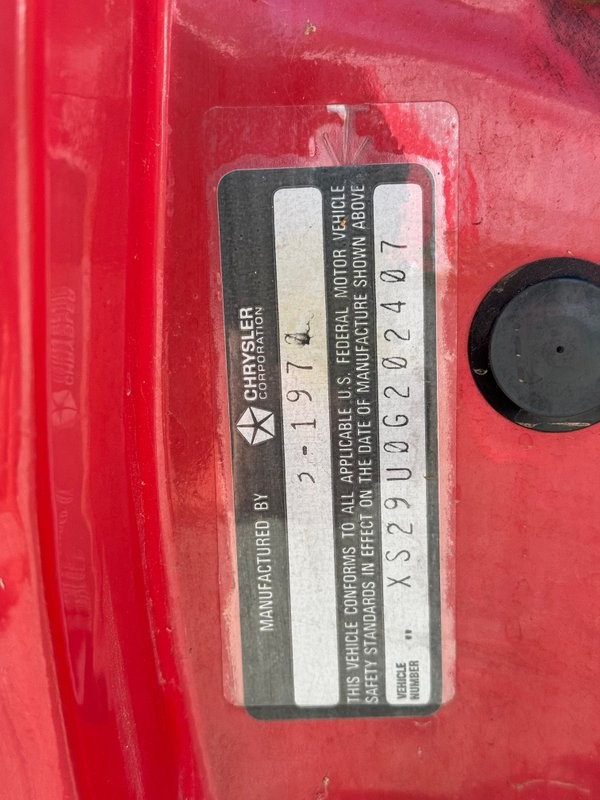 MANUFACTURED BY CHRYSLER
CORPORATION
-1970
THIS VEHICLE CONFORMS TO ALL APPLICABLE U.S. FEDERAL MOTOR VEHICLE
SAFETY STANDARDS IN EFFECT ON THE DATE OF MANUFACTURE SHOWN ABOVE
VEHICLE
NUMBER " XS29U0G202407